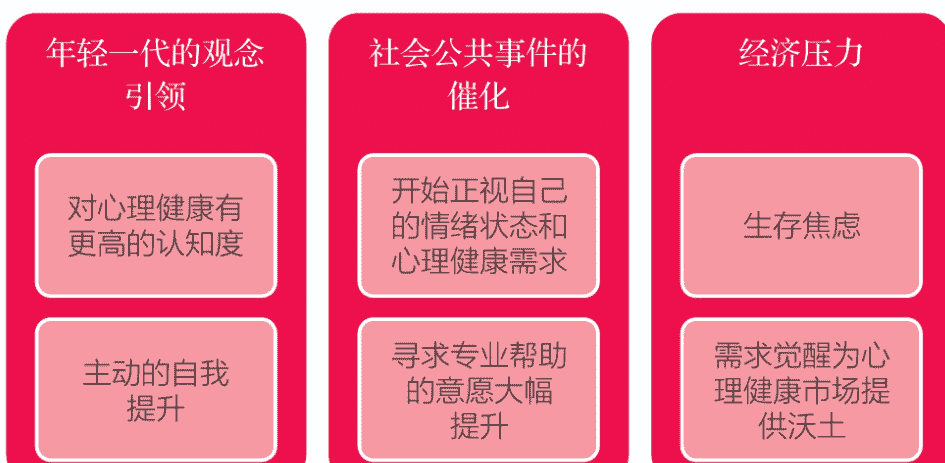 年轻一代的观念
引领
对心理健康有
更高的认知度
主动的自我
提升
社会公共事件的
催化
开始正视自己
的情绪状态和
心理健康需求
寻求专业帮助
的意愿大幅
提升
经济压力
生存焦虑
需求觉醒为心
理健康市场提
供沃土